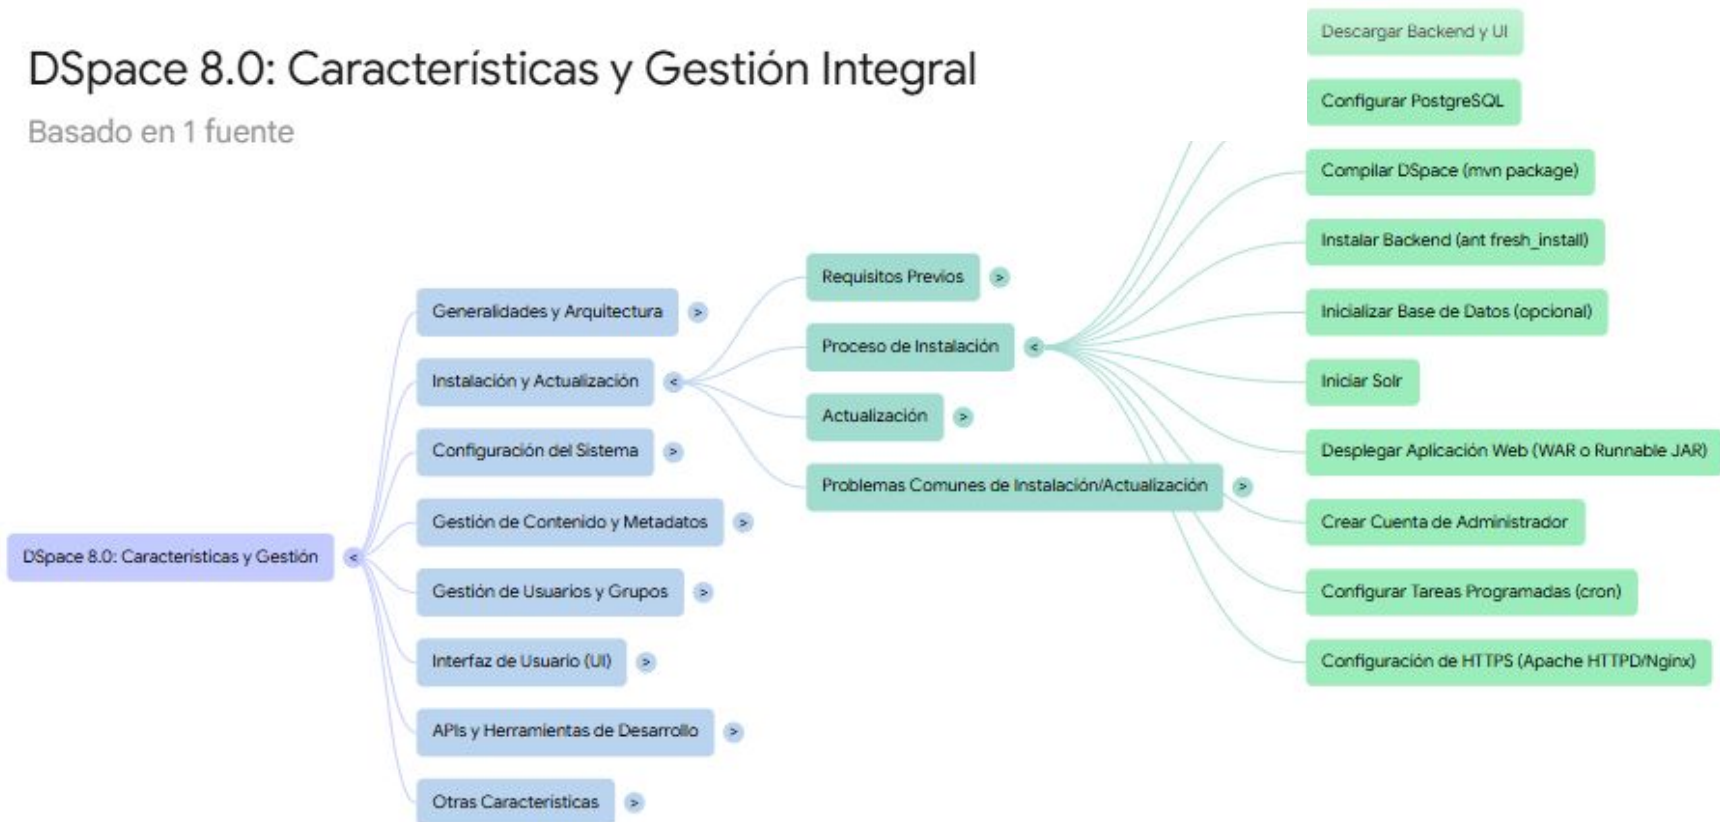 DSpace 8.0: Características y Gestión Integral
Basado en 1 fuente
DSpace 8.0: Características y Gestión
<
Generalidades y Arquitectura
>
Instalación y Actualización
<
Configuración del Sistema
>
Gestión de Contenido y Metadatos
>
Gestión de Usuarios y Grupos
>
Interfaz de Usuario (UI)
>
APIs y Herramientas de Desarrollo
>
Otras Características
>
Requisitos Previos
>
Proceso de Instalación
<
Actualización
>
Problemas Comunes de Instalación/Actualización
>
Descargar Backend y UI
Configurar PostgreSQL
Compilar DSpace (mvn package)
Instalar Backend (ant fresh_install)
Inicializar Base de Datos (opcional)
Iniciar Solr
Desplegar Aplicación Web (WAR o Runnable JAR)
Crear Cuenta de Administrador
Configurar Tareas Programadas (cron)
Configuración de HTTPS (Apache HTTPD/Nginx)